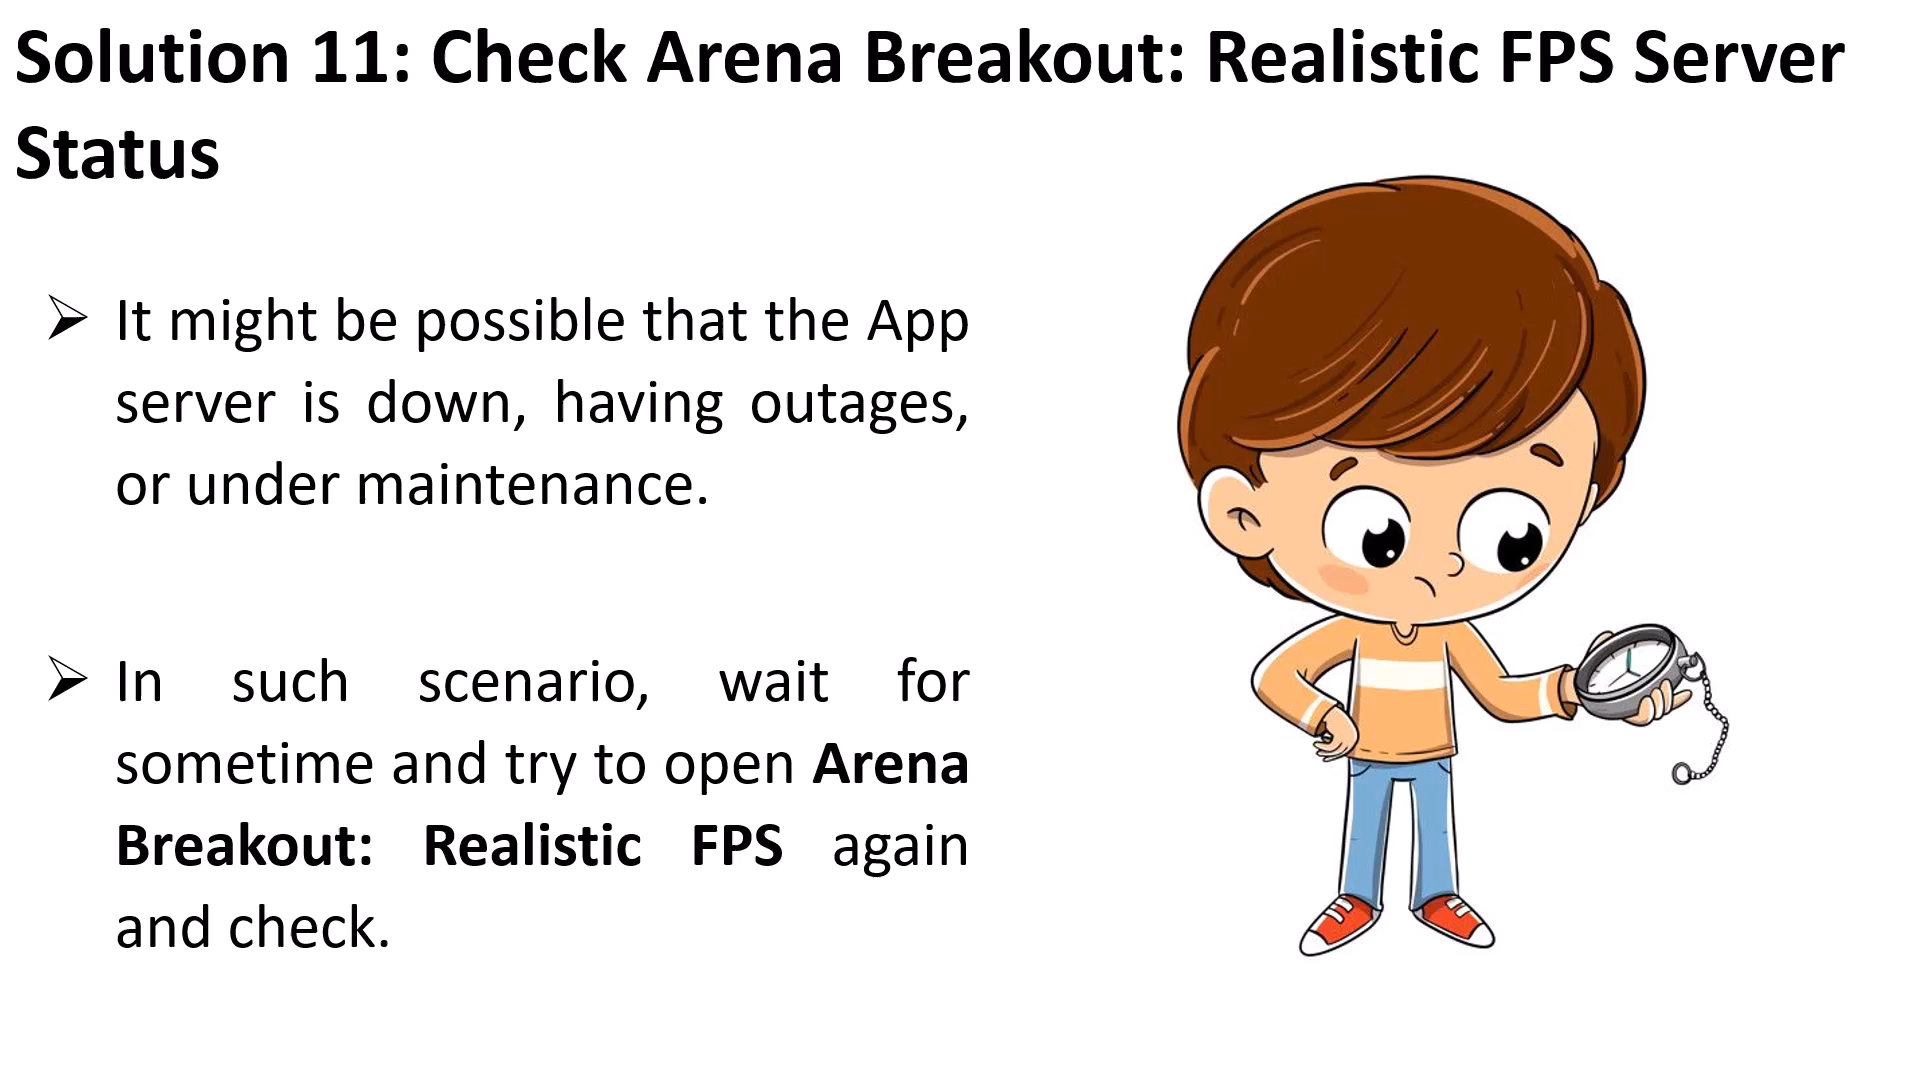 Solution 11: Check Arena Breakout: Realistic FPS Server
Status
➢ It might be possible that the App
server is down, having outages,
or under maintenance.
➢ In such scenario, wait for
sometime and try to open Arena
Breakout: Realistic FPS again
and check.